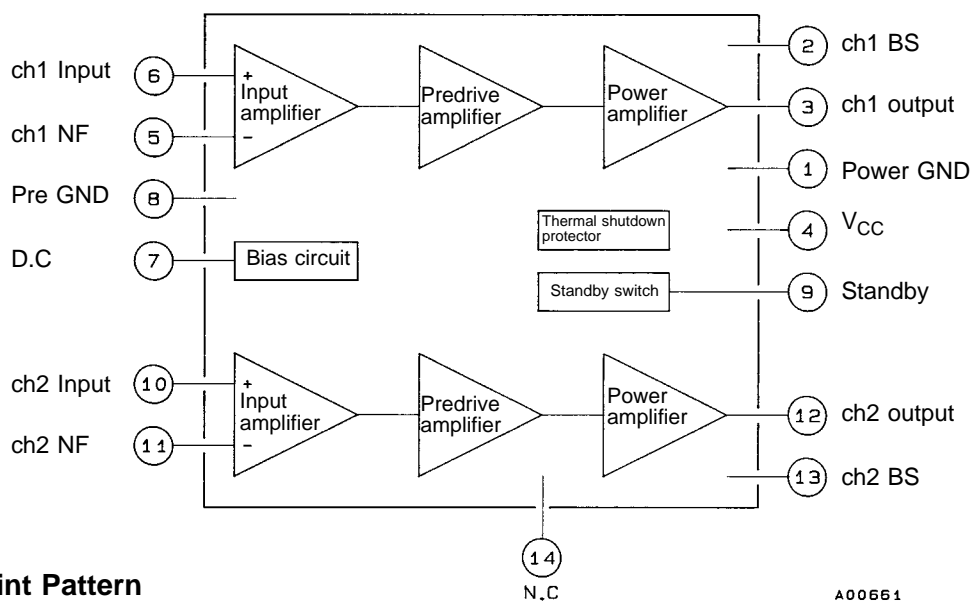 2 ch1 BS
ch1 Input 6
+
Input
amplifier
Predrive
amplifier
Power
amplifier
3 ch1 output
ch1 NF 5
−
1 Power GND
Pre GND 8
Thermal shutdown
protector
4 VCC
D.C 7 Bias circuit
Standby switch 9 Standby
ch2 Input 10
+
Input
amplifier
Predrive
amplifier
Power
amplifier
12 ch2 output
ch2 NF 11
−
13 ch2 BS
14
N.C
int Pattern
A00661